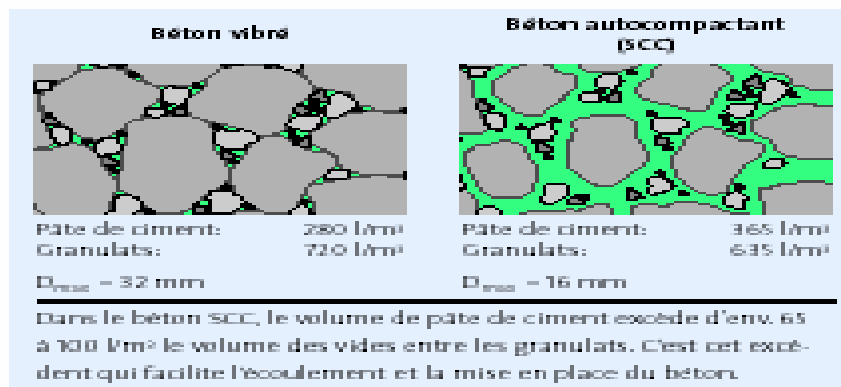 Béton vibré
Béton autocompactant
(SCC)
Pâte de ciment: 280 l/m³
Granulats: 720 l/m³
Dmax = 32 mm
Pâte de ciment: 365 l/m³
Granulats: 635 l/m³
Dmax = 16 mm
Dans le béton SCC, le volume de pâte de ciment excède d'env. 65
à 100 l/m³ le volume des vides entre les granulats. C'est cet excé-
dent qui facilite l'écoulement et la mise en place du béton.